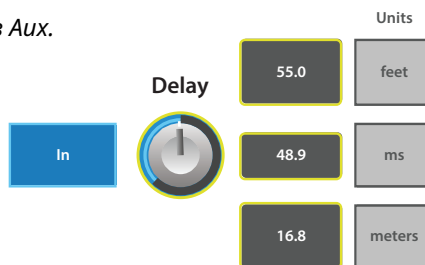 Aux.
Units
Delay
55.0
feet
In
48.9
ms
16.8
meters